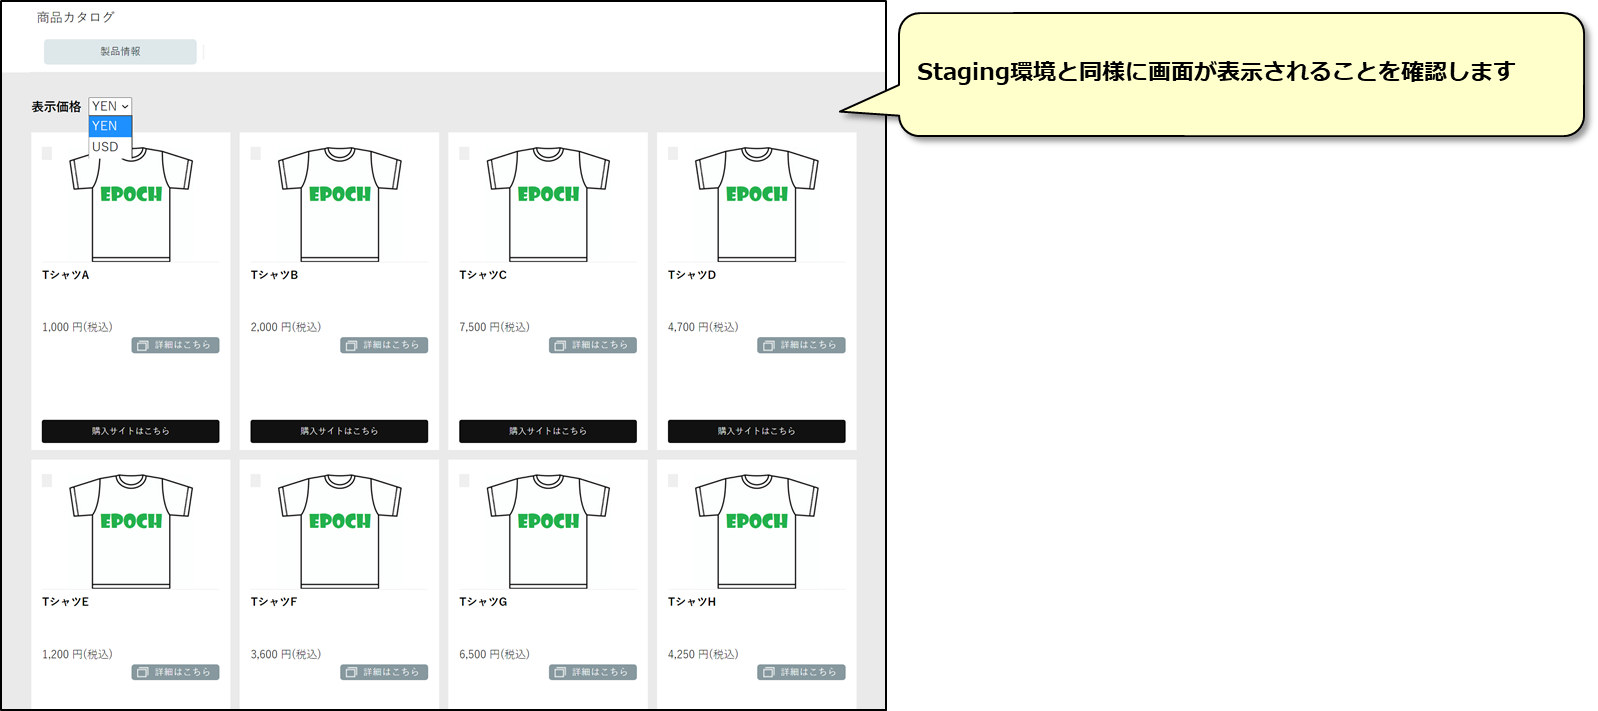 商品カタログ
製品情報
Staging環境と同様に画面が表示されることを確認します
表示価格 YEN
YEN
USD
EPOCH EPOCH EPOCH EPOCH
TシャツA TシャツB TシャツC TシャツD
1,000 円(税込) 2,000 円(税込) 7,500 円(税込) 4,700 円(税込)
詳細はこちら 詳細はこちら 詳細はこちら 詳細はこちら
購入サイトはこちら 購入サイトはこちら 購入サイトはこちら 購入サイトはこちら
EPOCH EPOCH EPOCH EPOCH
TシャツE TシャツF TシャツG TシャツH
1,200 円(税込) 3,600 円(税込) 6,500 円(税込) 4,250 円(税込)
詳細はこちら 詳細はこちら 詳細はこちら 詳細はこちら